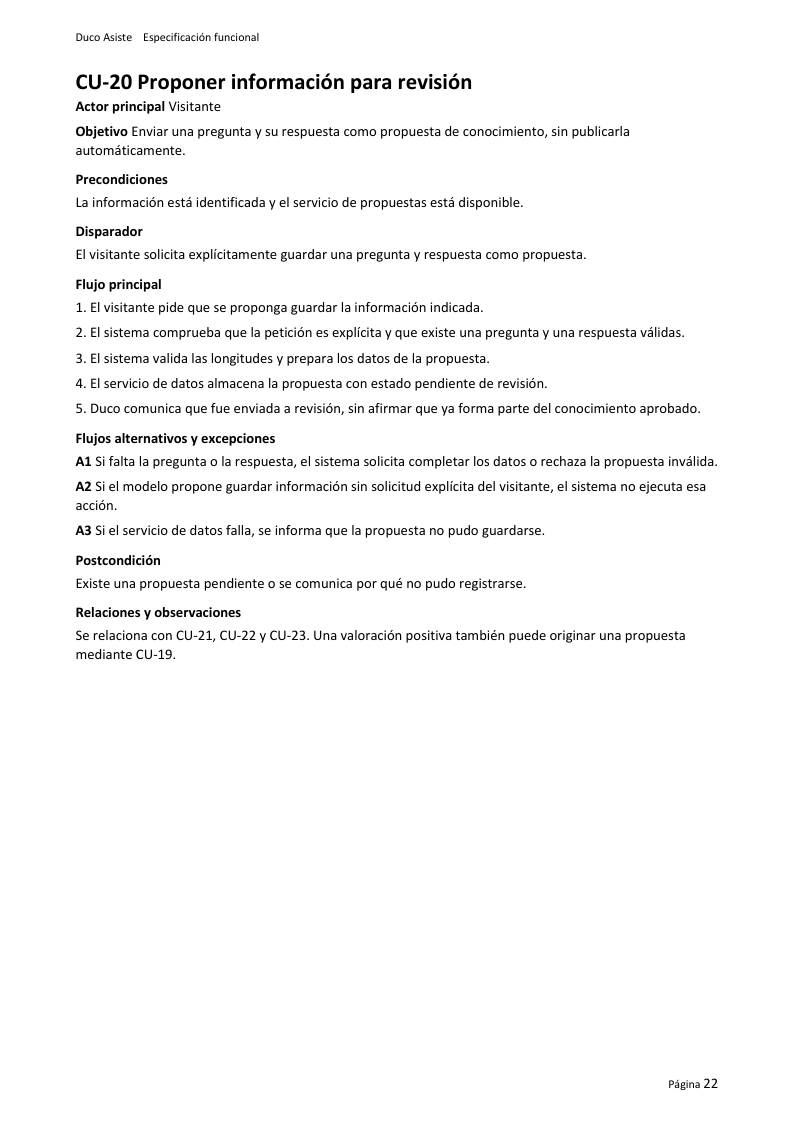 Duco Asiste Especificación funcional
CU-20 Proponer información para revisión
Actor principal Visitante
Objetivo Enviar una pregunta y su respuesta como propuesta de conocimiento, sin publicarla
automáticamente.
Precondiciones
La información está identificada y el servicio de propuestas está disponible.
Disparador
El visitante solicita explícitamente guardar una pregunta y respuesta como propuesta.
Flujo principal
1. El visitante pide que se proponga guardar la información indicada.
2. El sistema comprueba que la petición es explícita y que existe una pregunta y una respuesta válidas.
3. El sistema valida las longitudes y prepara los datos de la propuesta.
4. El servicio de datos almacena la propuesta con estado pendiente de revisión.
5. Duco comunica que fue enviada a revisión, sin afirmar que ya forma parte del conocimiento aprobado.
Flujos alternativos y excepciones
A1 Si falta la pregunta o la respuesta, el sistema solicita completar los datos o rechaza la propuesta inválida.
A2 Si el modelo propone guardar información sin solicitud explícita del visitante, el sistema no ejecuta esa
acción.
A3 Si el servicio de datos falla, se informa que la propuesta no pudo guardarse.
Postcondición
Existe una propuesta pendiente o se comunica por qué no pudo registrarse.
Relaciones y observaciones
Se relaciona con CU-21, CU-22 y CU-23. Una valoración positiva también puede originar una propuesta
mediante CU-19.
Página 22